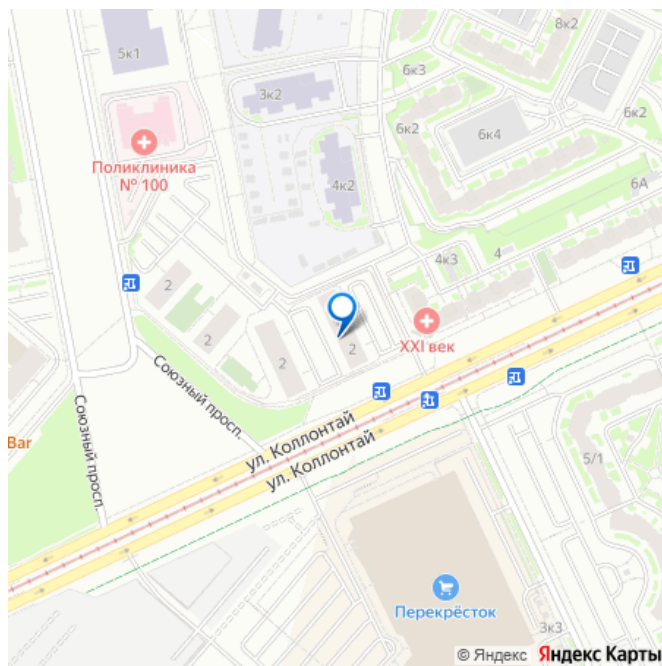 8к2
5к1
6к3
3к2
6к2
6к2
6к4
Поликлиника
№ 100
4к2
6А
4
4к3
2
2
2
2
XXI век
Союзный просп.
Союзный просп.
Bar
ул. Коллонтай
ул. Коллонтай
5/1
Перекрёсток
3к3
© Яндекс Яндекс Карты